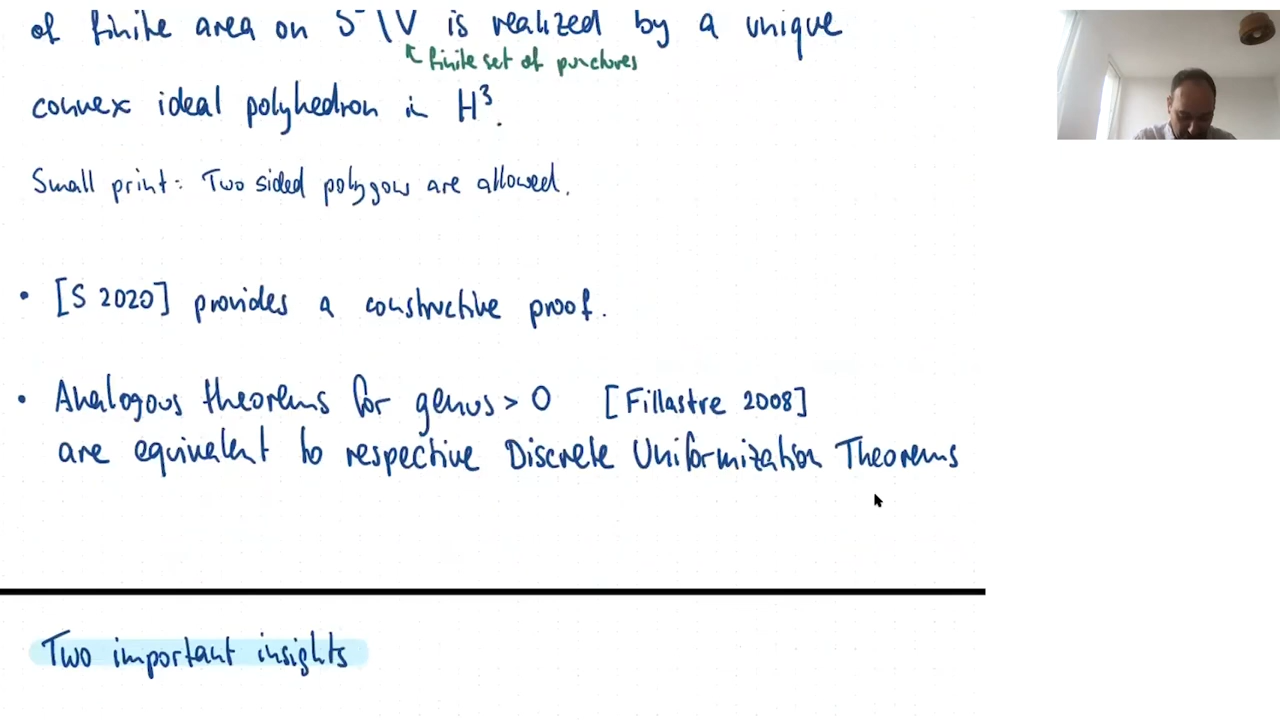 of finite area on S² \ V is realized by a unique
finite set of punctures
convex ideal polyhedron in H³.
Small print: Two sided polygons are allowed.
• [S 2020] provides a constructive proof.
• Analogous theorems for genus > 0 [Fillastre 2008]
are equivalent to respective Discrete Uniformization Theorems
Two important insights